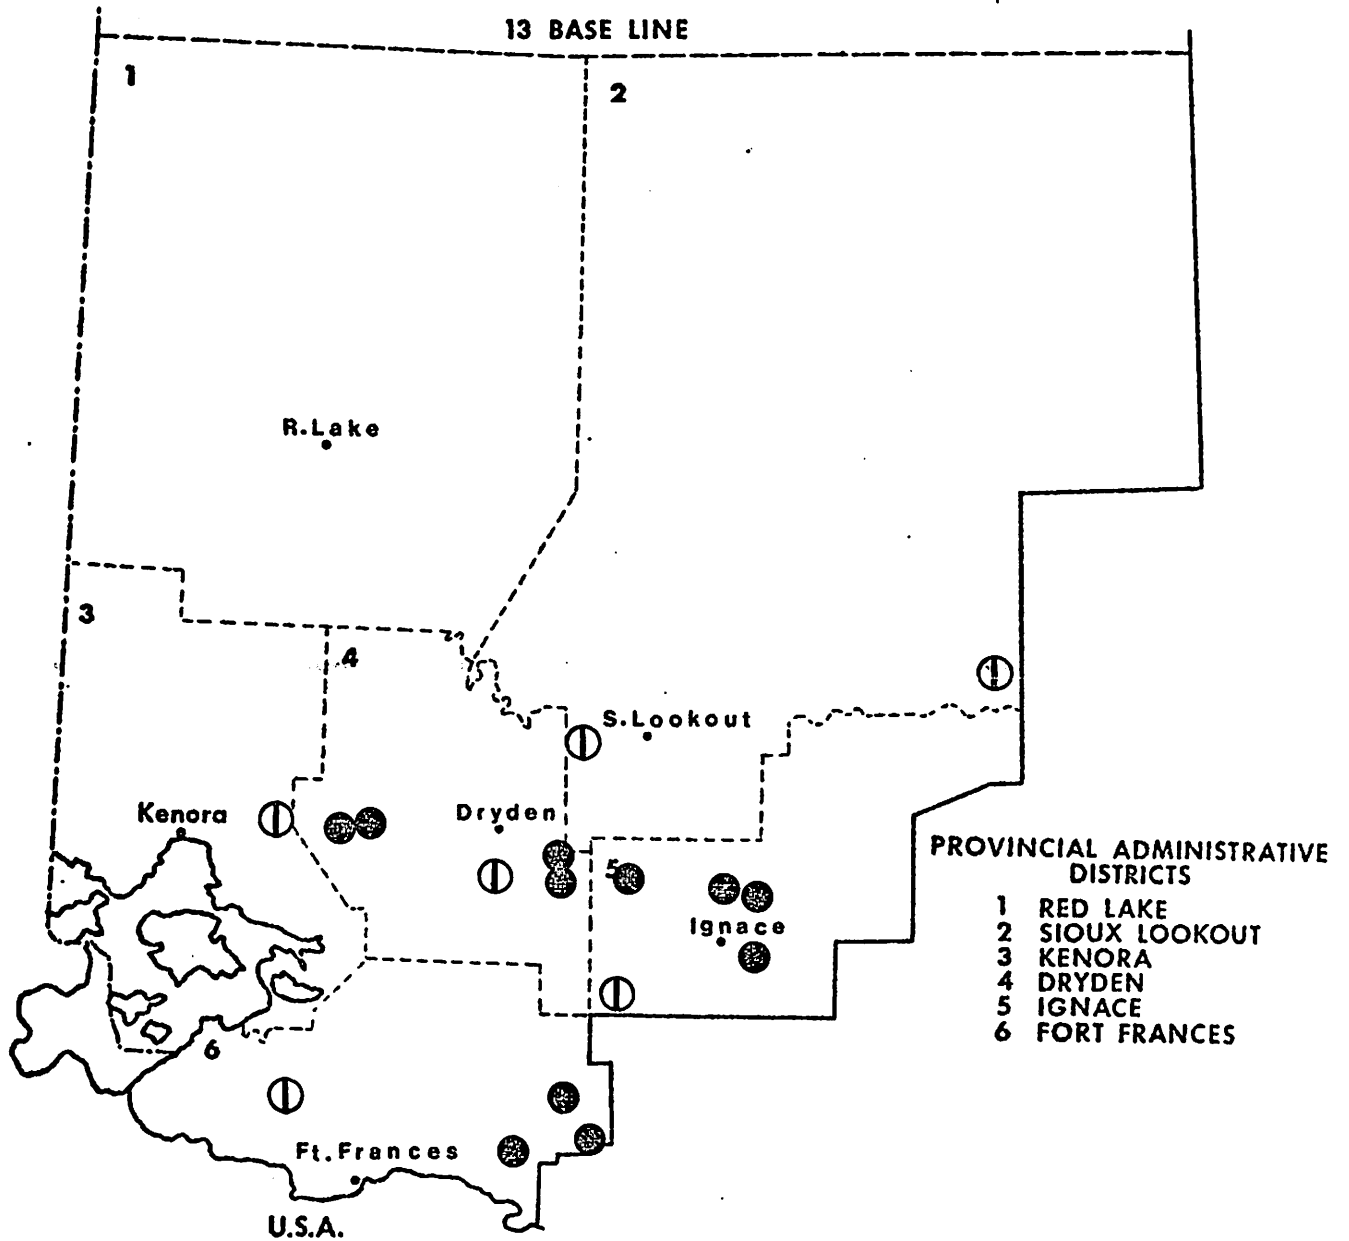 13 BASE LINE
1
2
R.Lake
3
4
S.Lookout
Kenora
Dryden
5
Ignace
PROVINCIAL ADMINISTRATIVE
DISTRICTS
1 RED LAKE
2 SIOUX LOOKOUT
3 KENORA
4 DRYDEN
5 IGNACE
6 FORT FRANCES
6
Ft.Frances
U.S.A.